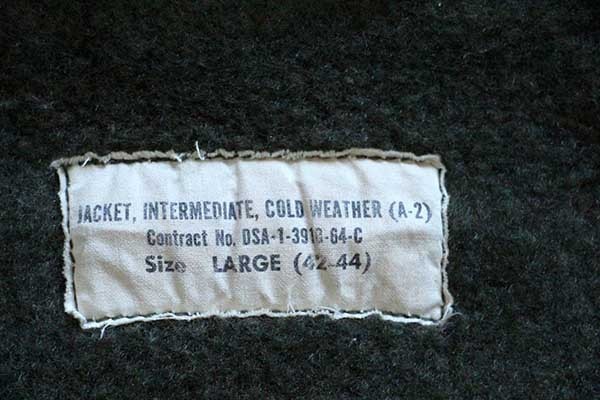 JACKET, INTERMEDIATE, COLD WEATHER (A-2)
Contract No. DSA-1-3918-64-C
Size LARGE (42-44)